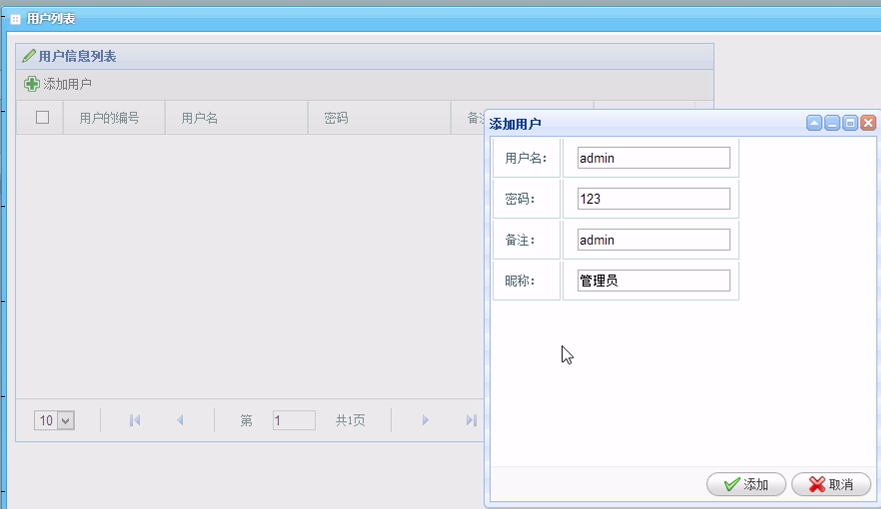 用户列表
用户信息列表
添加用户
用户的编号 用户名 密码
添加用户
用户名: admin
密码: 123
备注: admin
昵称: 管理员
10 第 1 共1页
添加 取消